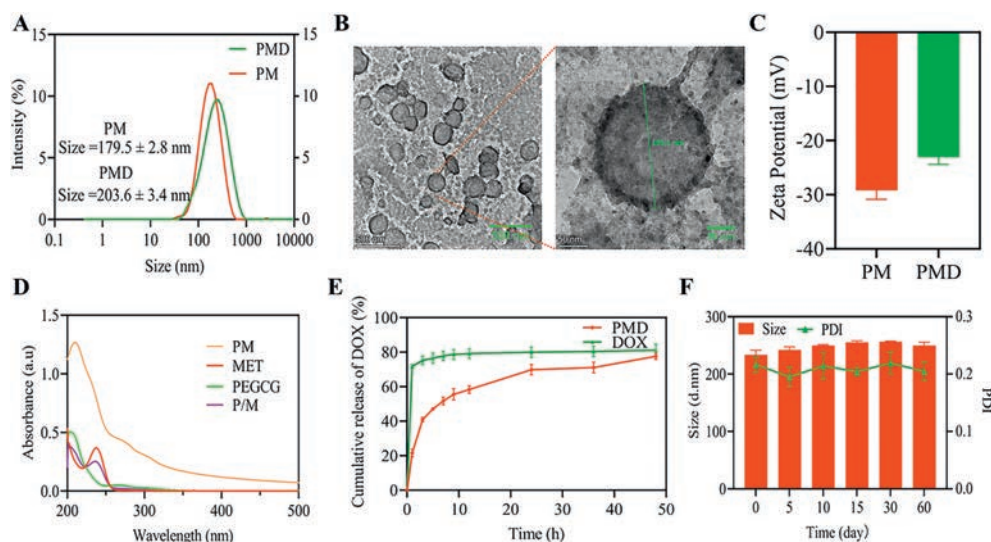 A
15
15
PMD
PM
10
10
Intensity (%)
PM
Size =179.5 ± 2.8 nm
5
5
PMD
Size =203.6 ± 3.4 nm
0
0
0.1
1
10
100
1000
10000
Size (nm)
B
50 nm
C
0
-10
-20
-30
-40
Zeta Potential (mV)
PM
PMD
D
1.5
1.0
0.5
0.0
Absorbance (a.u)
PM
MET
PEGCG
P/M
200
300
400
500
Wavelength (nm)
E
100
80
60
40
20
0
Cumulative release of DOX (%)
PMD
DOX
0
12
24
36
48
Time (h)
F
300
200
100
0
Size (d.nm)
Size
PDI
0.3
0.2
0.1
0.0
PDI
0
5
10
15
30
60
Time (day)